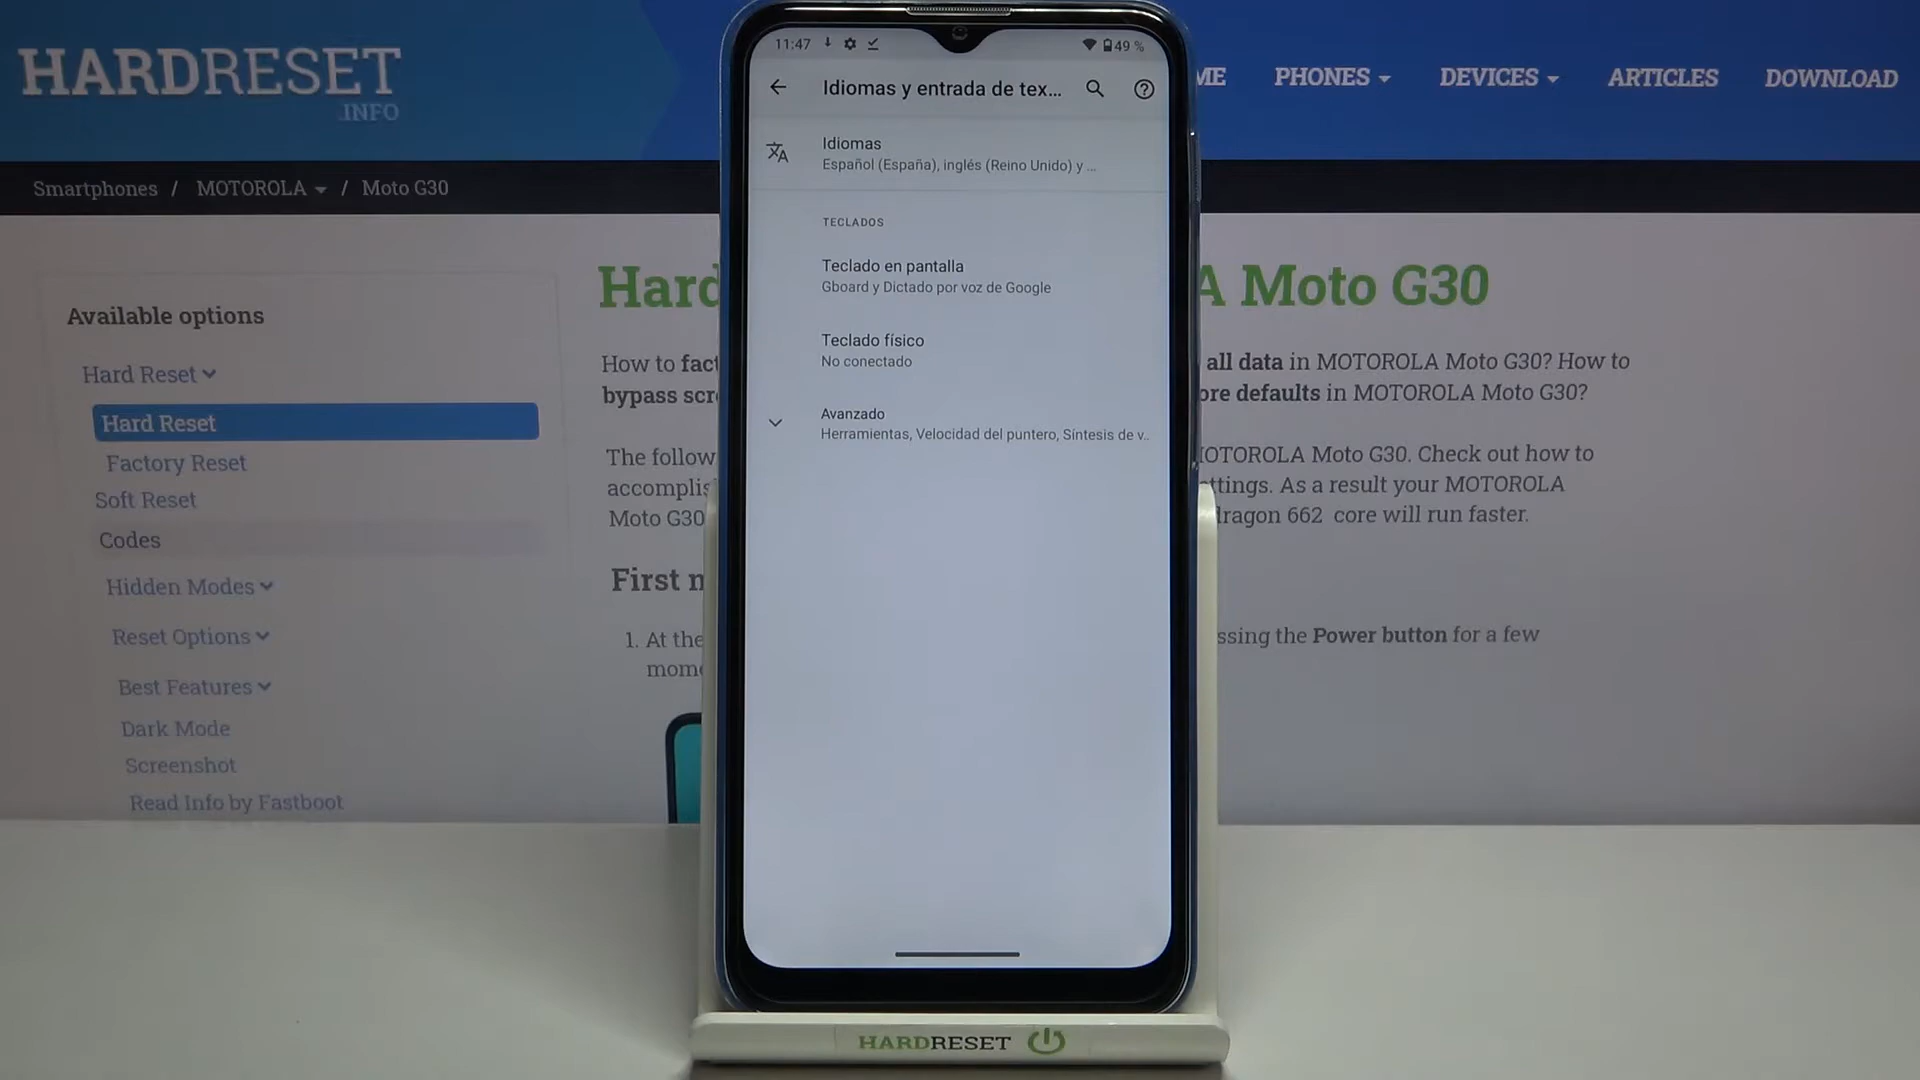 HARDRESET
.INFO
ME
PHONES
DEVICES
ARTICLES
DOWNLOAD
Smartphones / MOTOROLA / Moto G30
Available options
Hard Reset
Hard Reset
Factory Reset
Soft Reset
Codes
Hidden Modes
Reset Options
Best Features
Dark Mode
Screenshot
Read Info by Fastboot
Hard
A Moto G30
How to fact
all data in MOTOROLA Moto G30? How to
bypass scr
ore defaults in MOTOROLA Moto G30?
The follow
IOTOROLA Moto G30. Check out how to
accomplis
ttings. As a result your MOTOROLA
Moto G30
dragon 662 core will run faster.
First m
1. At the
ssing the Power button for a few
mome
11:47
49 %
Idiomas y entrada de tex...
Idiomas
Español (España), inglés (Reino Unido) y ...
TECLADOS
Teclado en pantalla
Gboard y Dictado por voz de Google
Teclado físico
No conectado
Avanzado
Herramientas, Velocidad del puntero, Síntesis de v..
HARDRESET